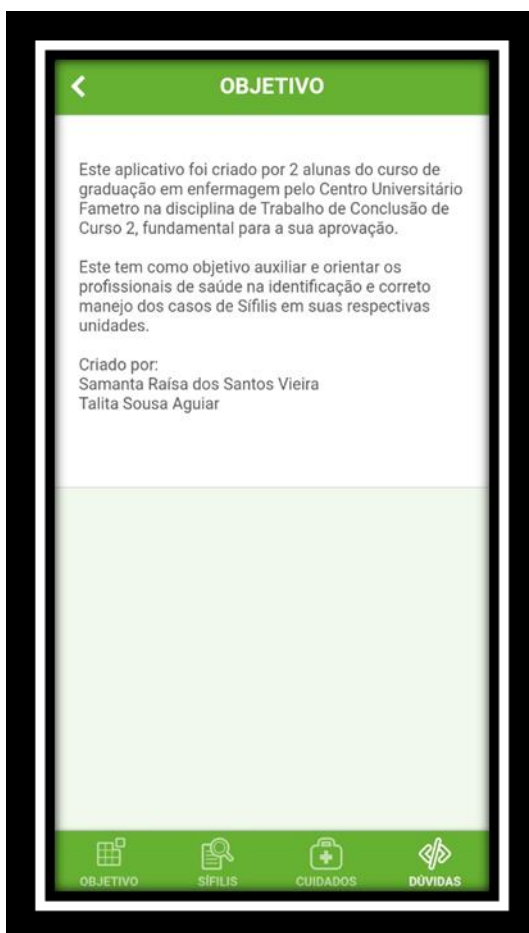 OBJETIVO
Este aplicativo foi criado por 2 alunas do curso de
graduação em enfermagem pelo Centro Universitário
Fametro na disciplina de Trabalho de Conclusão de
Curso 2, fundamental para a sua aprovação.
Este tem como objetivo auxiliar e orientar os
profissionais de saúde na identificação e correto
manejo dos casos de Sífilis em suas respectivas
unidades.
Criado por:
Samanta Raísa dos Santos Vieira
Talita Sousa Aguiar
OBJETIVO SÍFILIS CUIDADOS DÚVIDAS